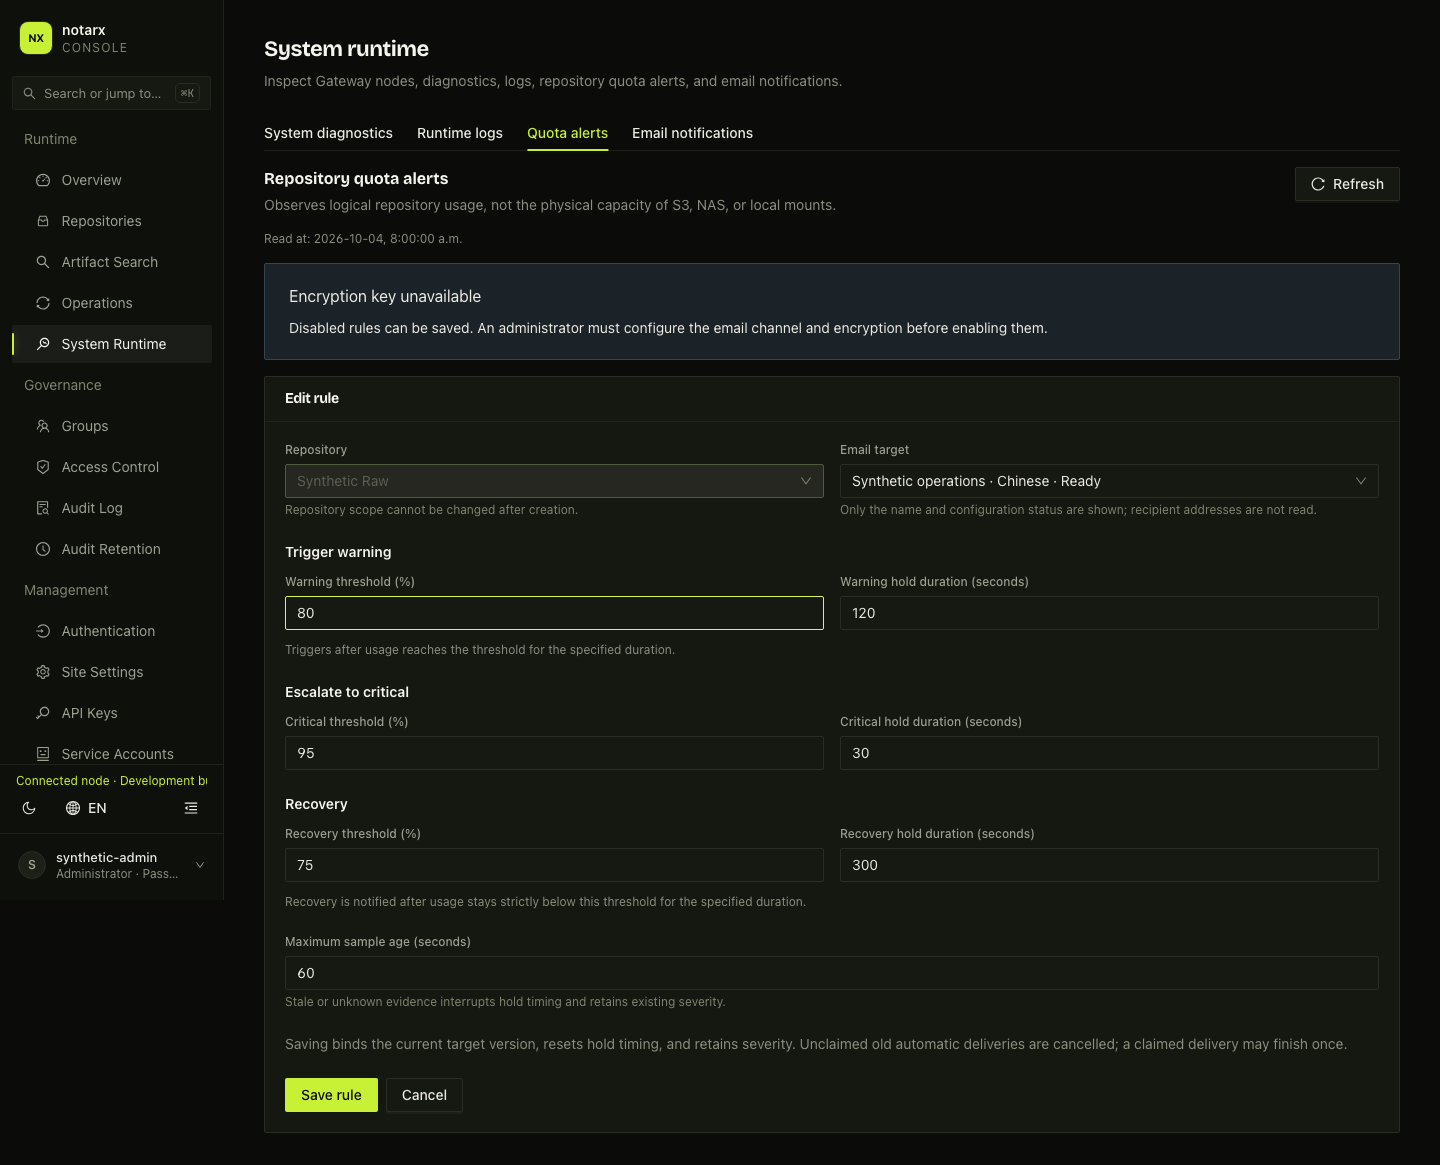 NX
notarx
CONSOLE
Search or jump to...
⌘K
Runtime
Overview
Repositories
Artifact Search
Operations
System Runtime
Governance
Groups
Access Control
Audit Log
Audit Retention
Management
Authentication
Site Settings
API Keys
Service Accounts
Connected node · Development
EN
S
synthetic-admin
Administrator · Pass...
System runtime
Inspect Gateway nodes, diagnostics, logs, repository quota alerts, and email notifications.
System diagnostics
Runtime logs
Quota alerts
Email notifications
Repository quota alerts
Observes logical repository usage, not the physical capacity of S3, NAS, or local mounts.
Refresh
Read at: 2026-10-04, 8:00:00 a.m.
Encryption key unavailable
Disabled rules can be saved. An administrator must configure the email channel and encryption before enabling them.
Edit rule
Repository
Synthetic Raw
Repository scope cannot be changed after creation.
Email target
Synthetic operations · Chinese · Ready
Only the name and configuration status are shown; recipient addresses are not read.
Trigger warning
Warning threshold (%)
80
Warning hold duration (seconds)
120
Triggers after usage reaches the threshold for the specified duration.
Escalate to critical
Critical threshold (%)
95
Critical hold duration (seconds)
30
Recovery
Recovery threshold (%)
75
Recovery hold duration (seconds)
300
Recovery is notified after usage stays strictly below this threshold for the specified duration.
Maximum sample age (seconds)
60
Stale or unknown evidence interrupts hold timing and retains existing severity.
Saving binds the current target version, resets hold timing, and retains severity. Unclaimed old automatic deliveries are cancelled; a claimed delivery may finish once.
Save rule
Cancel